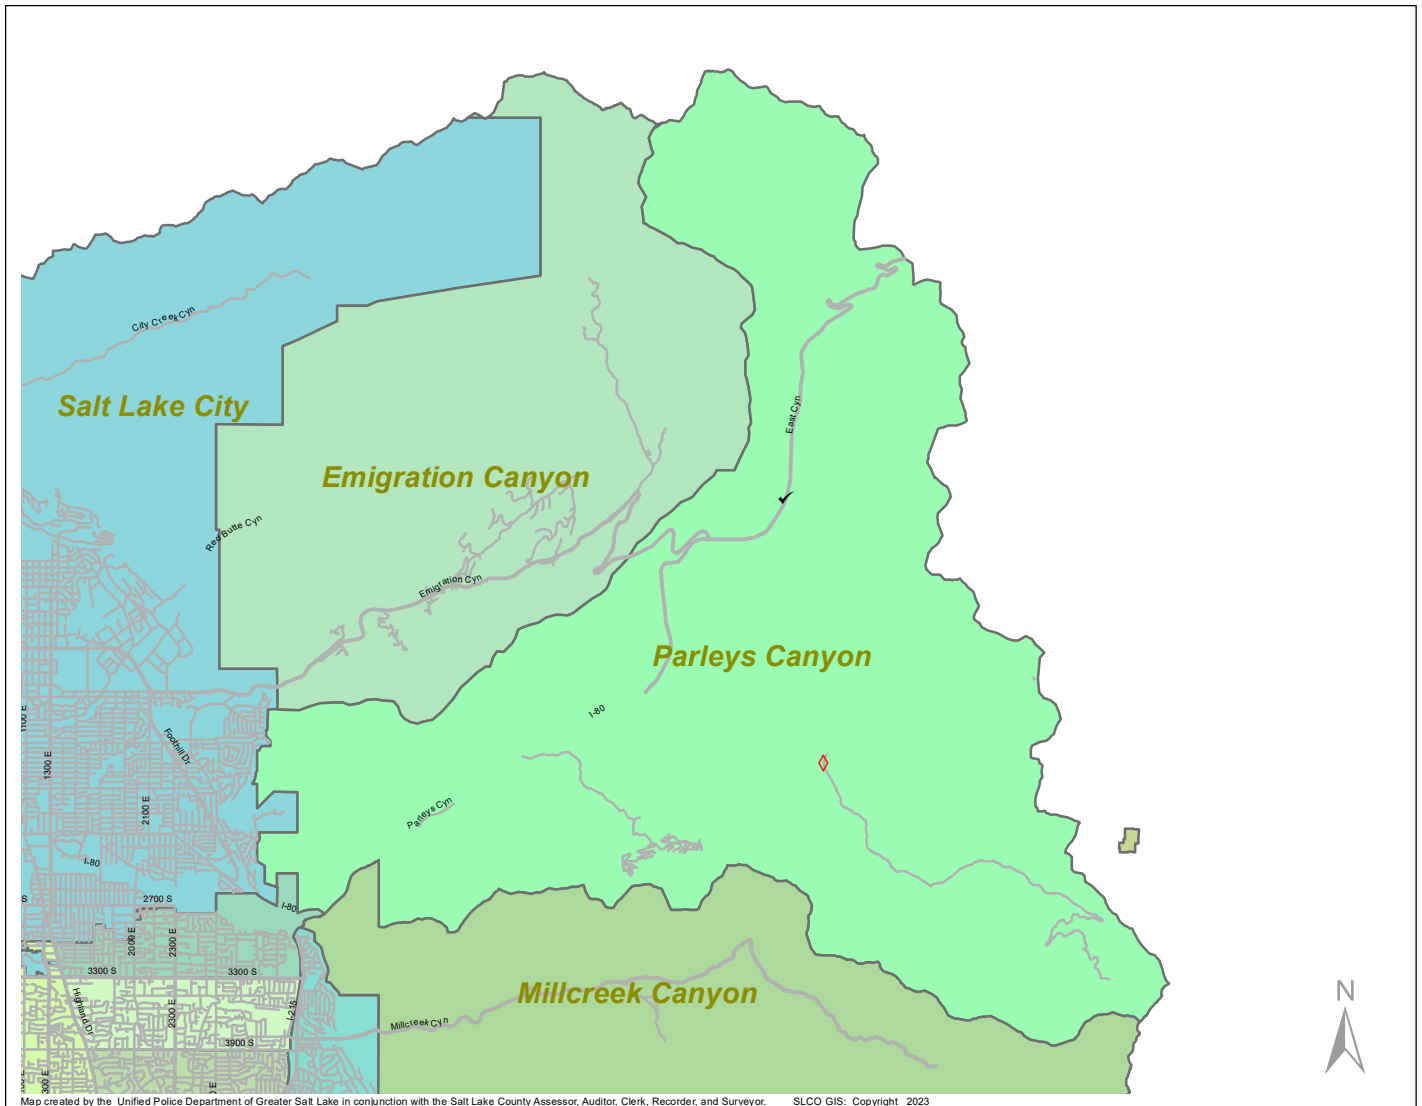 City Creek Cyn
Salt Lake City
East Cyn
Emigration Canyon
Red Butte Cyn
Emigration Cyn
Parleys Canyon
I-80
1100 E
1300 E
Foothill Dr
2100 E
Parleys Cyn
I-80
S
2700 S
I-80
2000 E
2300 E
3300 S
3300 S
Highland Dr
2300 E
I-215
Millcreek Canyon
Millcreek Cyn
3900 S
N
300 E
E
Map created by the Unified Police Department of Greater Salt Lake in conjunction with the Salt Lake County Assessor, Auditor, Clerk, Recorder, and Surveyor. SLCO GIS: Copyright 2023